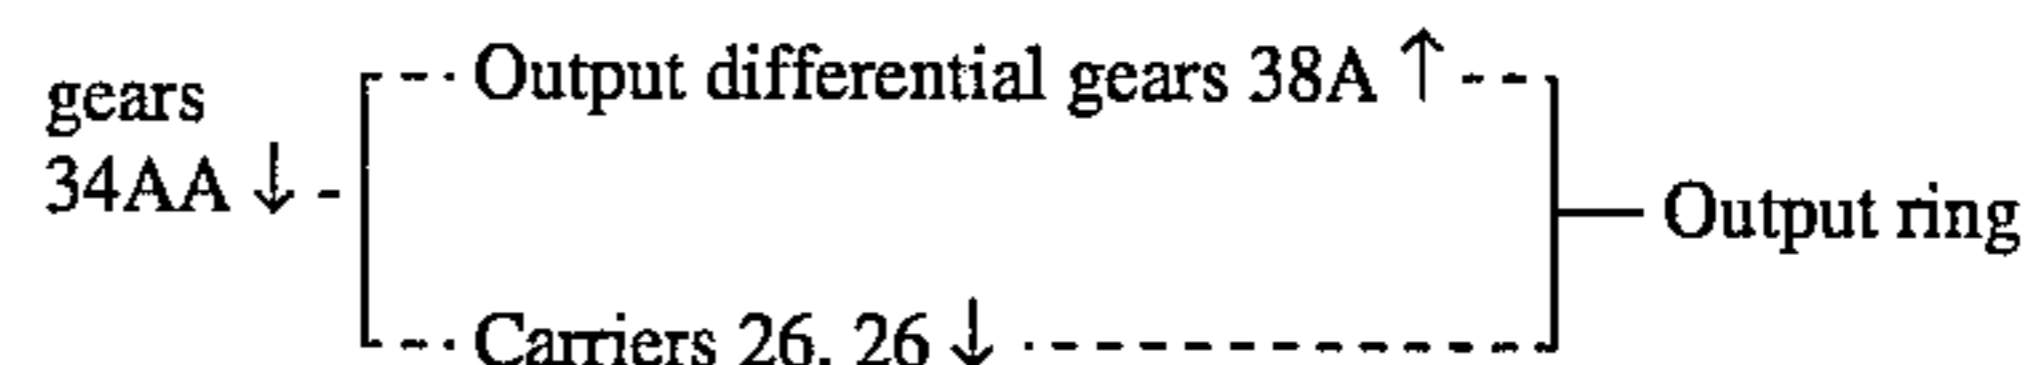 Output differential gears 38A ↑
gears
34AA ↓
Output ring
Carriers 26, 26 ↓